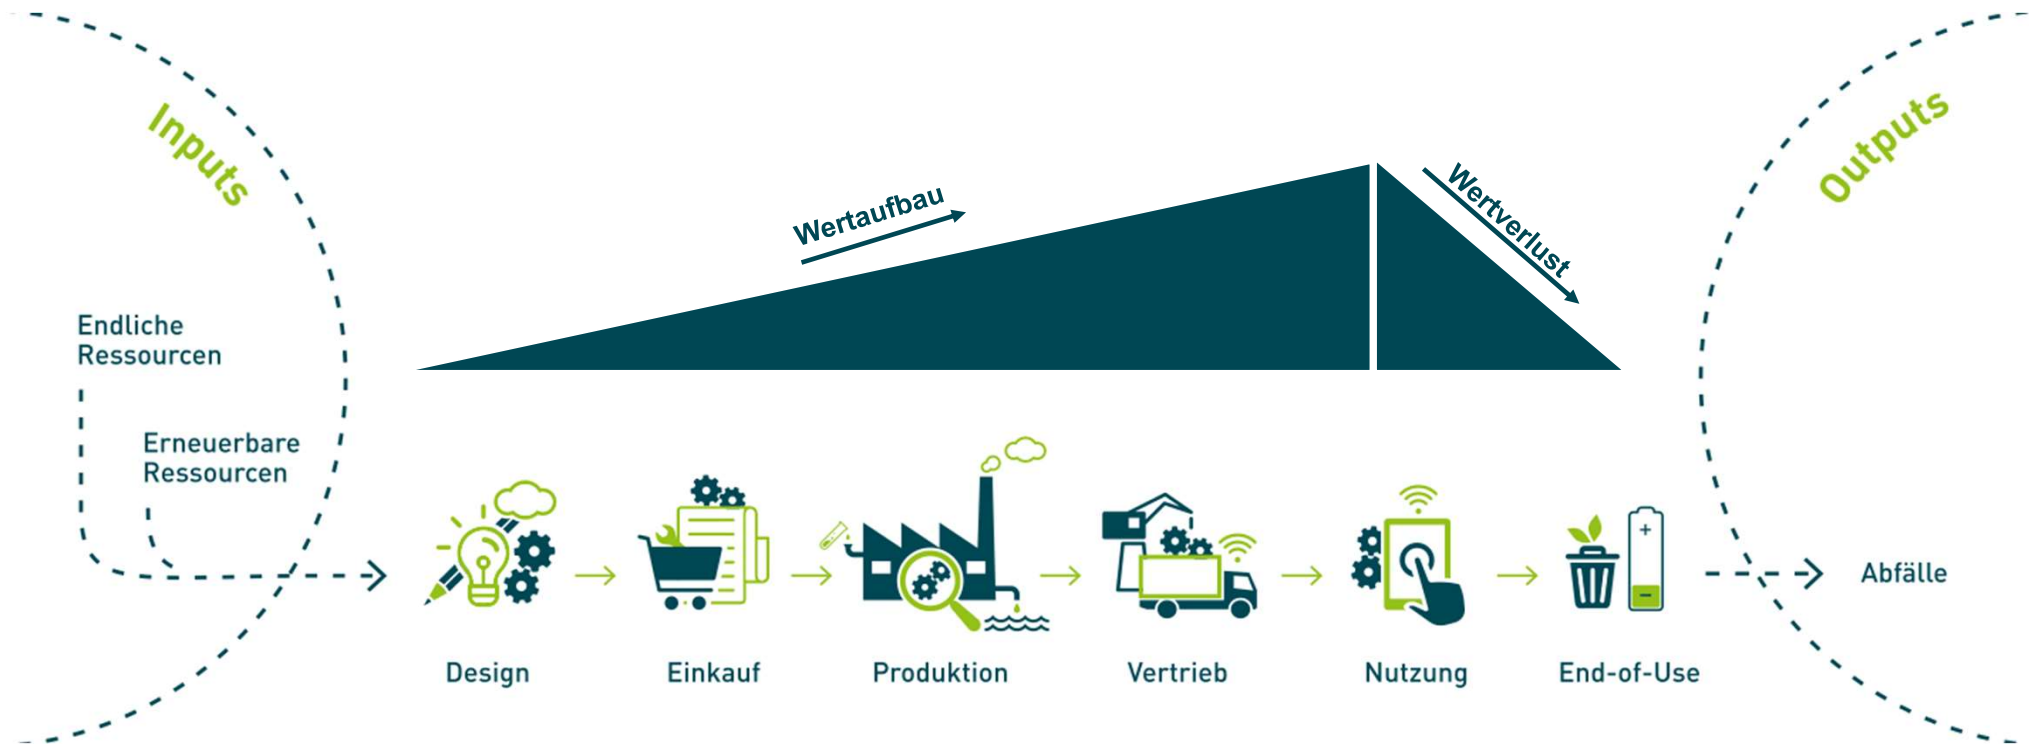 Inputs
Outputs
Wertaufbau
Wertverlust
Endliche
Ressourcen
Erneuerbare
Ressourcen
+
−
Abfälle
Design
Einkauf
Produktion
Vertrieb
Nutzung
End-of-Use